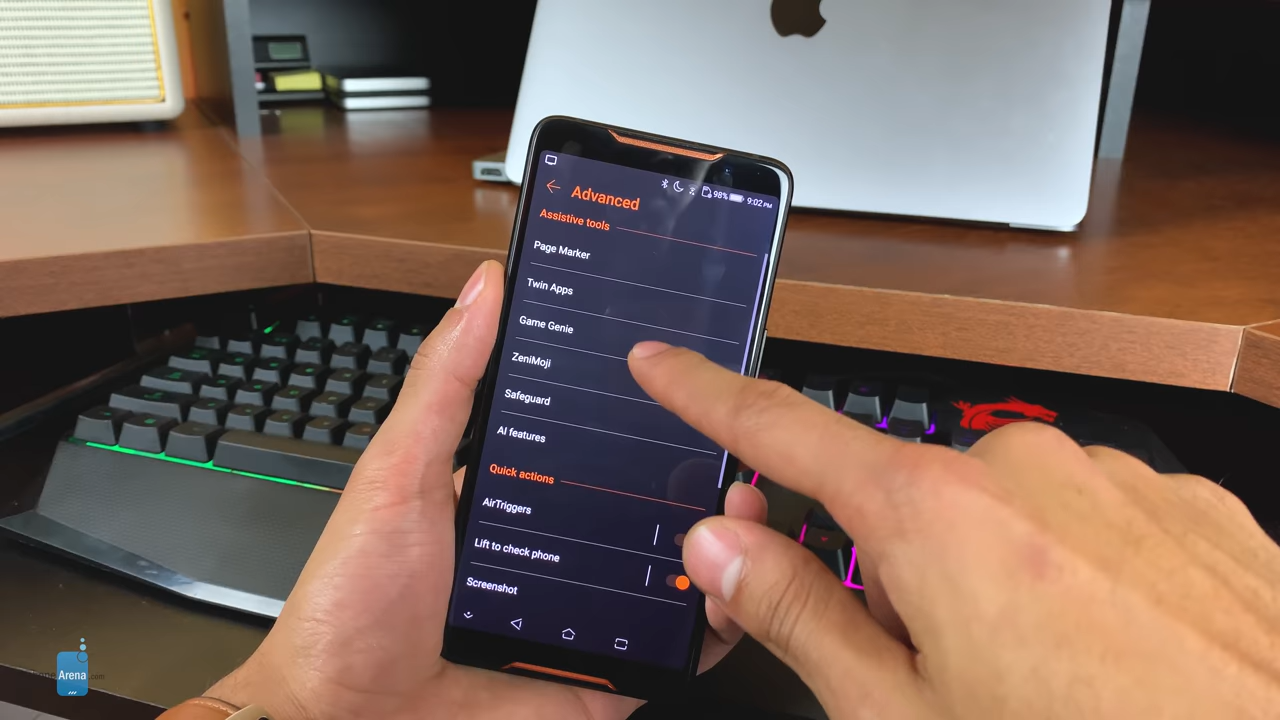 98% 9:02 PM
Advanced
Assistive tools
Page Marker
Twin Apps
Game Genie
ZeniMoji
Safeguard
AI features
Quick actions
AirTriggers
Lift to check phone
Screenshot
Arena.com